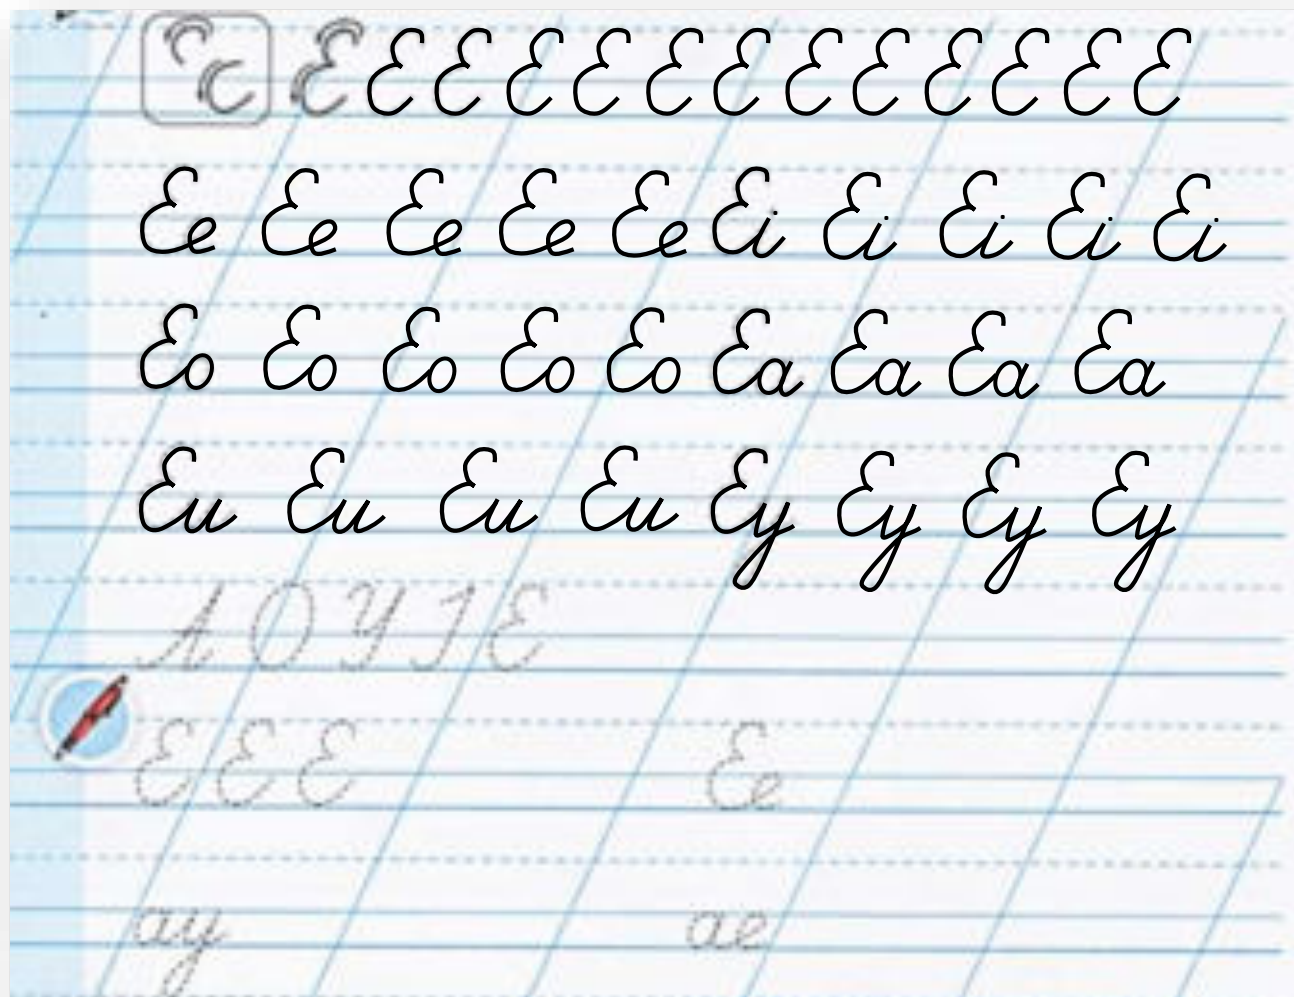 Е Е Е Е Е Е Е Е Е Е Е Е Е
Ее Ее Ее Ее Ее Еі Еі Еі Еі Еі
Ео Ео Ео Ео Ео Еа Еа Еа Еа
Еи Еи Еи Еи Еу Еу Еу Еу
А О У І Е
Е Е Е Ее
ау ае